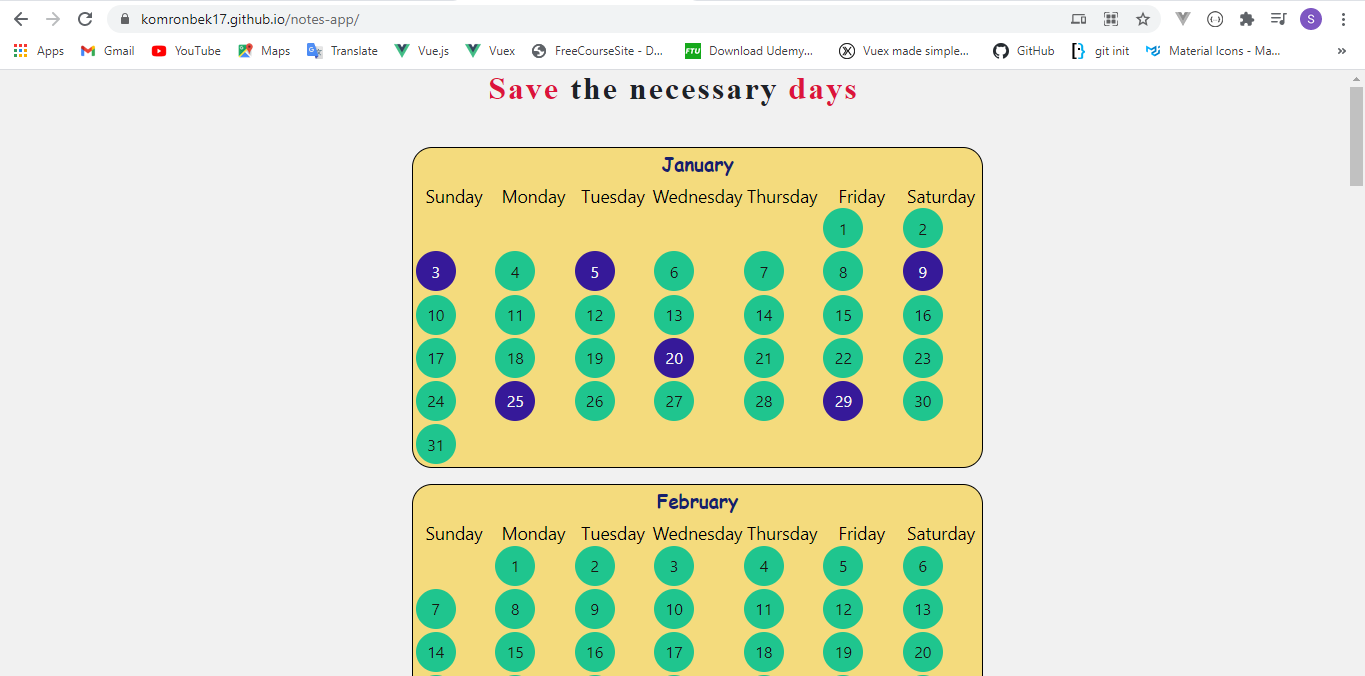 komronbek17.github.io/notes-app/ S
Apps Gmail YouTube Maps Translate Vue.js Vuex FreeCourseSite - D... FTU Download Udemy... Vuex made simple... GitHub git init Material Icons - Ma... »
Save the necessary days
January
Sunday Monday Tuesday Wednesday Thursday Friday Saturday
1 2
3 4 5 6 7 8 9
10 11 12 13 14 15 16
17 18 19 20 21 22 23
24 25 26 27 28 29 30
31
February
Sunday Monday Tuesday Wednesday Thursday Friday Saturday
1 2 3 4 5 6
7 8 9 10 11 12 13
14 15 16 17 18 19 20